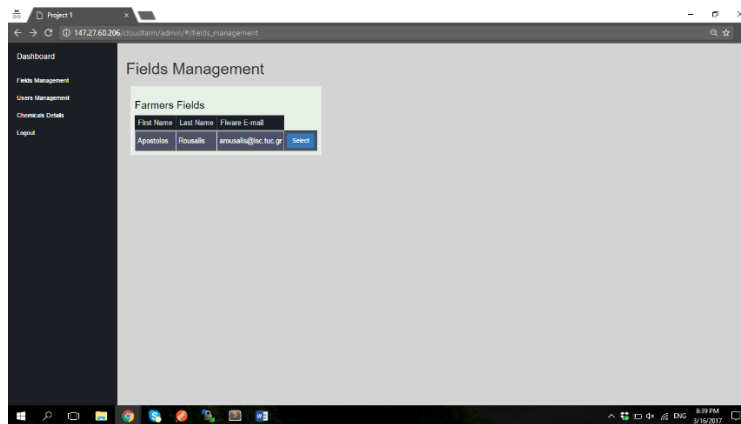 Project 1
147.27.60.206/cloudfarm/admin/#/fields_management
Dashboard
Fields Management
Users Management
Chemicals Details
Logout
Fields Management
Farmers Fields
First Name Last Name Fiware E-mail
Apostolos Rousalis arousalis@isc.tuc.gr Select
ENG
8:39 PM
3/16/2017